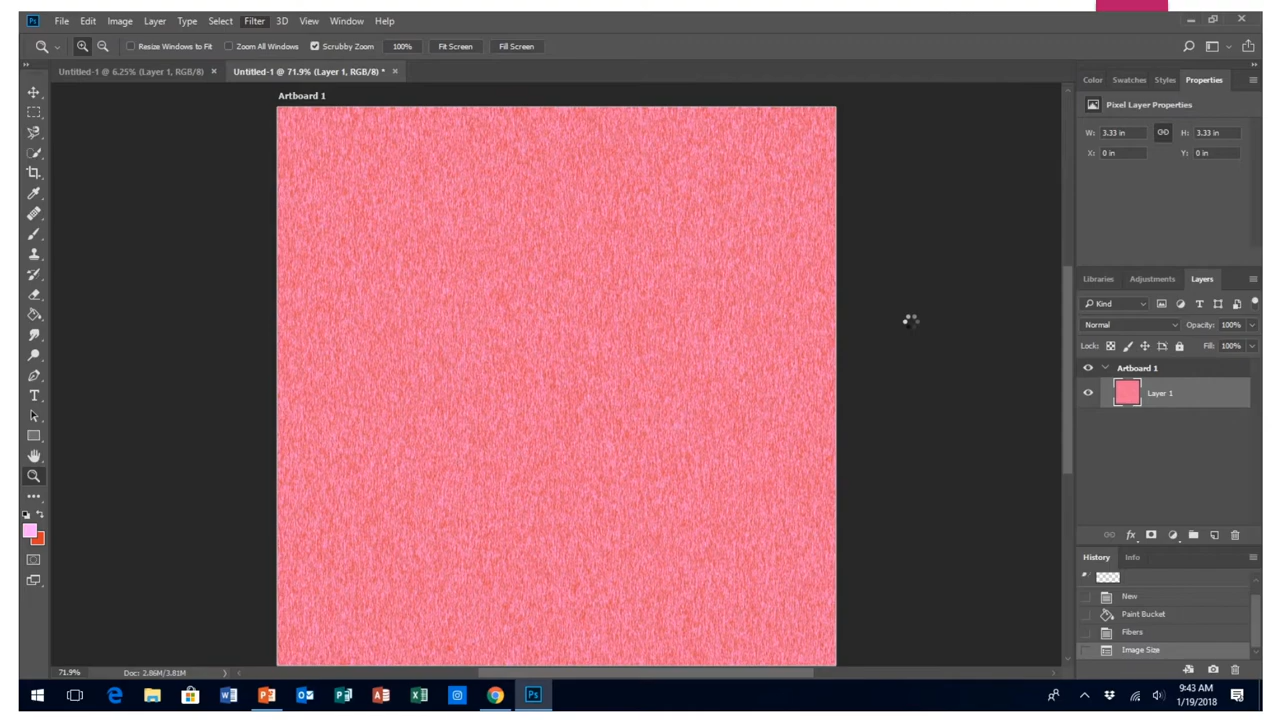 Ps File Edit Image Layer Type Select Filter 3D View Window Help
Resize Windows to Fit Zoom All Windows Scrubby Zoom 100% Fit Screen Fill Screen
Untitled-1 @ 6.25% (Layer 1, RGB/8) × Untitled-1 @ 71.9% (Layer 1, RGB/8) * ×
Artboard 1
Color Swatches Styles Properties
Pixel Layer Properties
W: 3.33 in H: 3.33 in
X: 0 in Y: 0 in
Libraries Adjustments Layers
Kind
Normal Opacity: 100%
Lock: Fill: 100%
Artboard 1
Layer 1
fx
History Info
New
Paint Bucket
Fibers
Image Size
71.9% Doc: 2.86M/3.81M
9:43 AM
1/19/2018